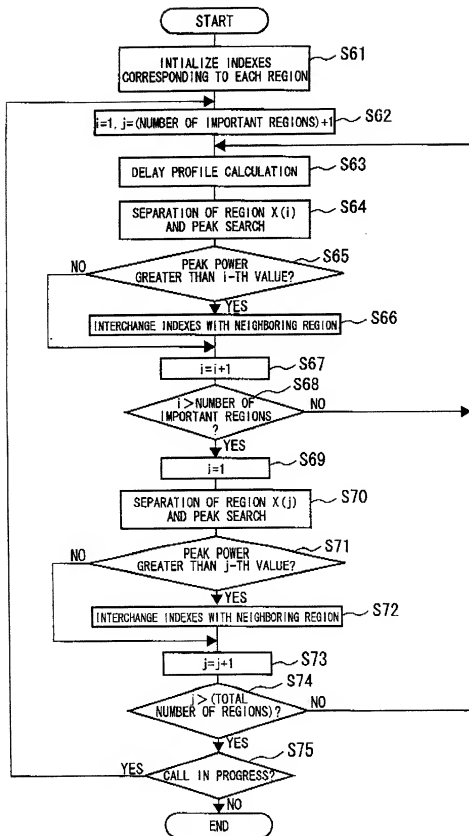 START
INTIALIZE INDEXES
CORRESPONDING TO EACH REGION
S61
i=1, j=(NUMBER OF IMPORTANT REGIONS)+1
S62
DELAY PROFILE CALCULATION
S63
SEPARATION OF REGION X(i)
AND PEAK SEARCH
S64
PEAK POWER
GREATER THAN i-TH VALUE?
S65
NO
YES
INTERCHANGE INDEXES WITH NEIGHBORING REGION
S66
i=i+1
S67
i>NUMBER OF
IMPORTANT REGIONS
?
S68
NO
YES
i=1
S69
SEPARATION OF REGION X(j)
AND PEAK SEARCH
S70
PEAK POWER
GREATER THAN j-TH VALUE?
S71
NO
YES
INTERCHANGE INDEXES WITH NEIGHBORING REGION
S72
j=j+1
S73
j>(TOTAL
NUMBER OF REGIONS)?
S74
NO
YES
CALL IN PROGRESS?
S75
YES
NO
END